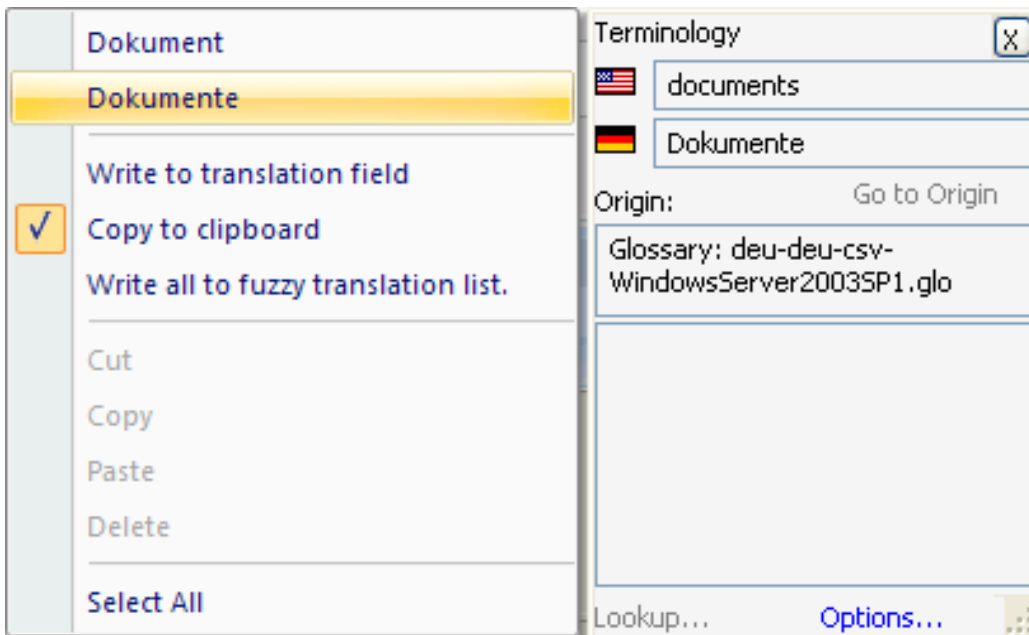 Dokument
Dokumente
Write to translation field
Copy to clipboard
Write all to fuzzy translation list.
Cut
Copy
Paste
Delete
Select All
Terminology
X
documents
Dokumente
Origin:
Go to Origin
Glossary: deu-deu-csv-
WindowsServer2003SP1.glo
Lookup...
Options...